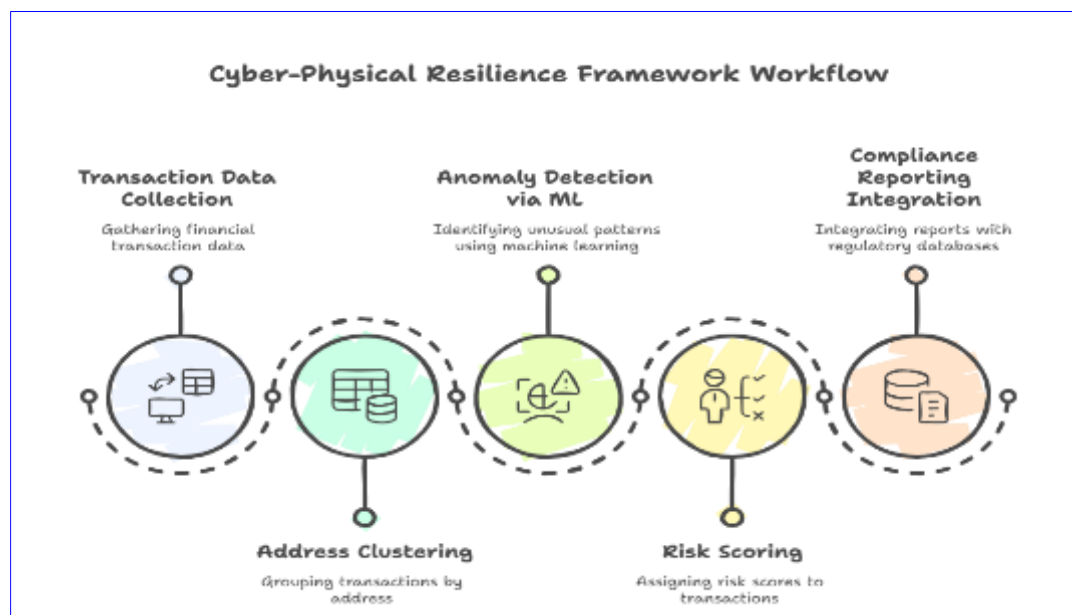 Cyber-Physical Resilience Framework Workflow
Transaction Data
Collection
Gathering financial
transaction data
Address Clustering
Grouping transactions by
address
Anomaly Detection
via ML
Identifying unusual patterns
using machine learning
Risk Scoring
Assigning risk scores to
transactions
Compliance
Reporting
Integration
Integrating reports with
regulatory databases